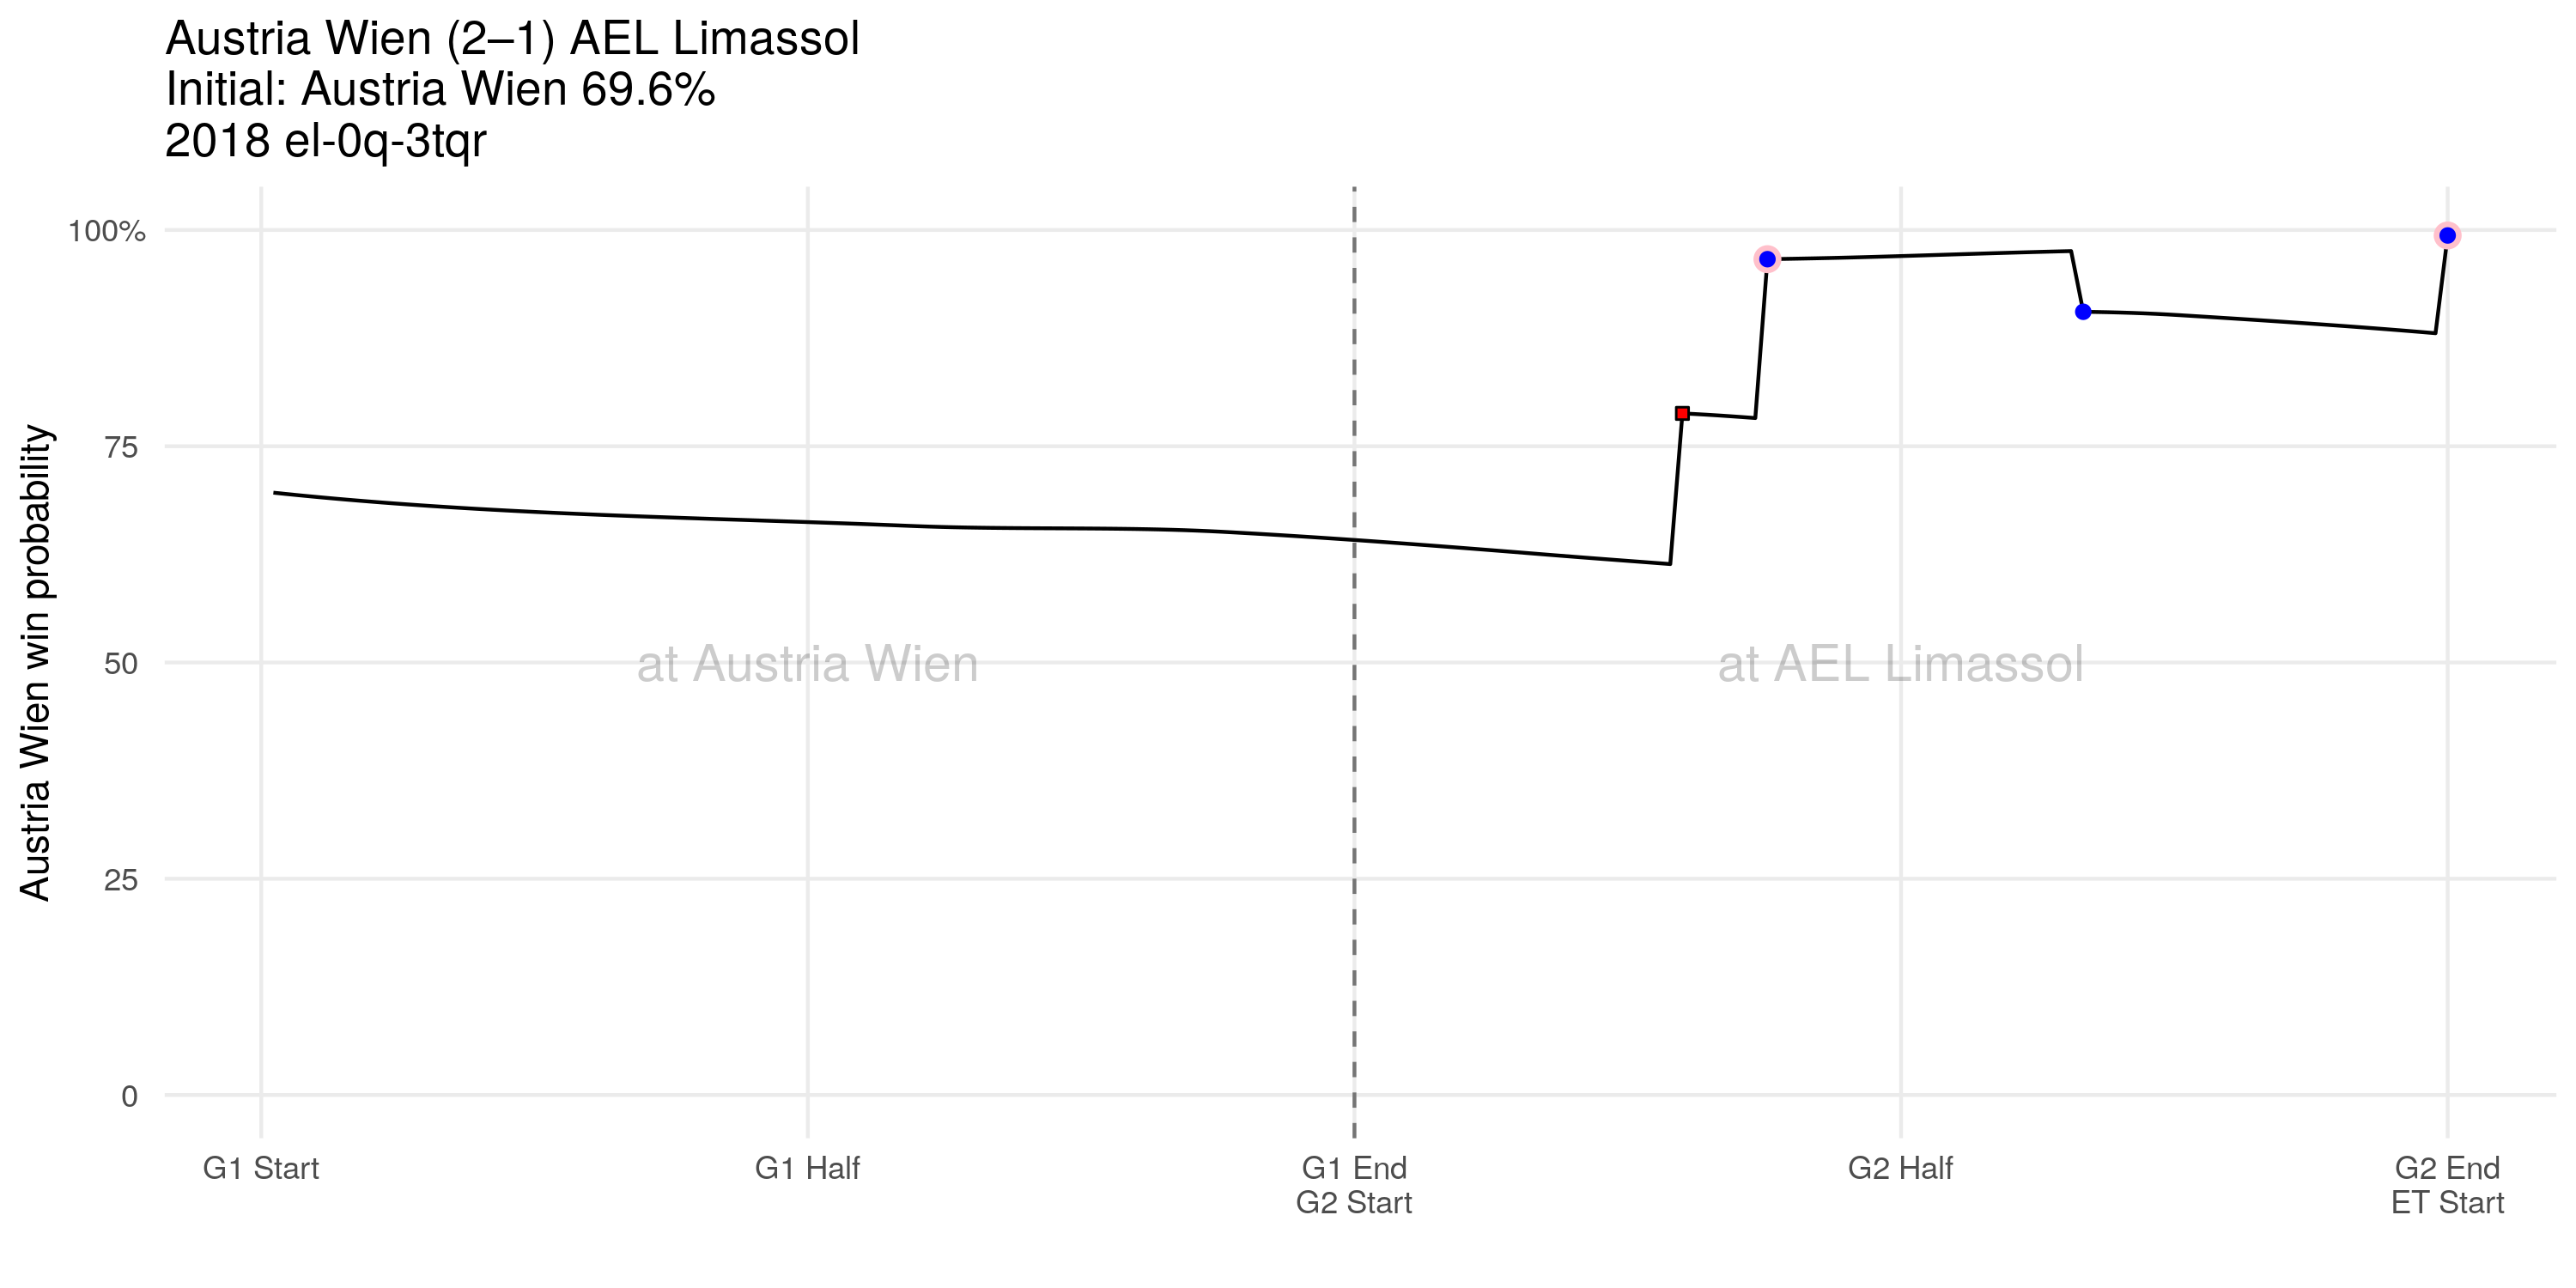 Austria Wien (2–1) AEL Limassol
Initial: Austria Wien 69.6%
2018 el-0q-3tqr
Austria Wien win probability
100%
75
50
25
0
at Austria Wien
at AEL Limassol
G1 Start
G1 Half
G1 End
G2 Start
G2 Half
G2 End
ET Start